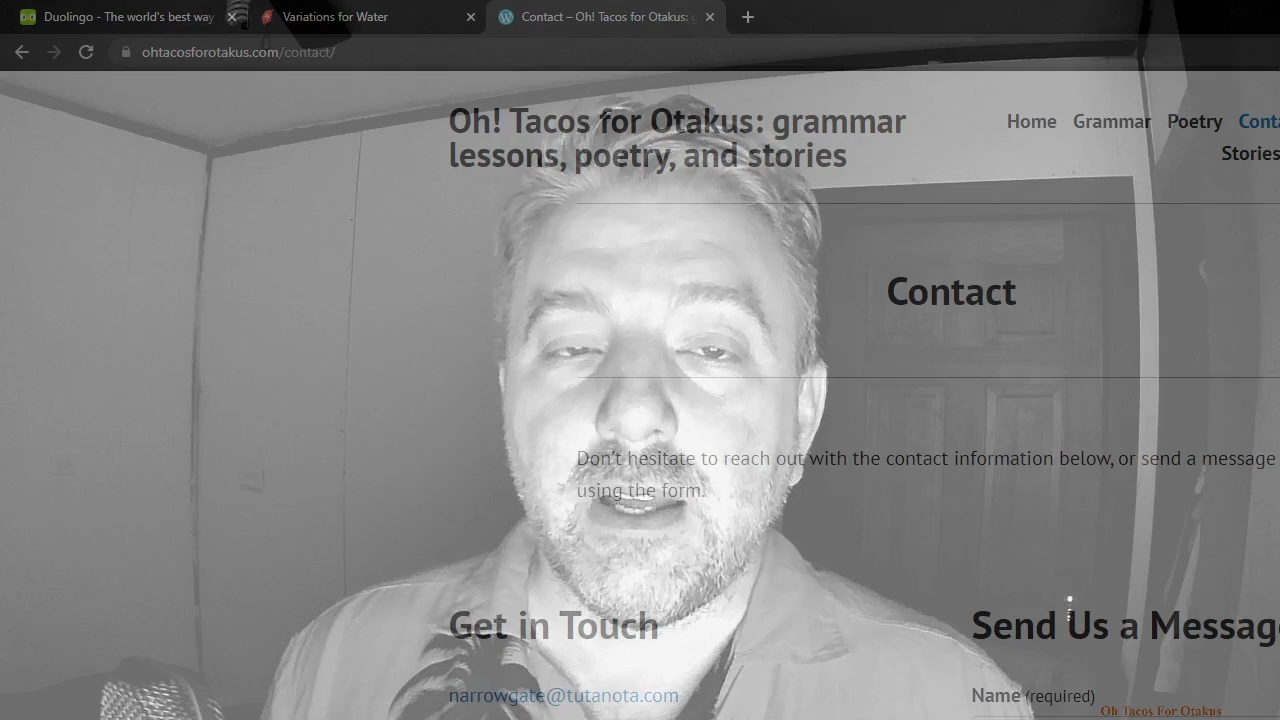 Duolingo - The world's best way
Variations for Water
Contact – Oh! Tacos for Otakus: g
ohtacosforotakus.com/contact/
Oh! Tacos for Otakus: grammar
lessons, poetry, and stories
Home Grammar Poetry Conta
Stories
Contact
Don't hesitate to reach out with the contact information below, or send a message
using the form.
Get in Touch
Send Us a Messag
narrowgate@tutanota.com
Name (required)
Oh Tacos For Otakus